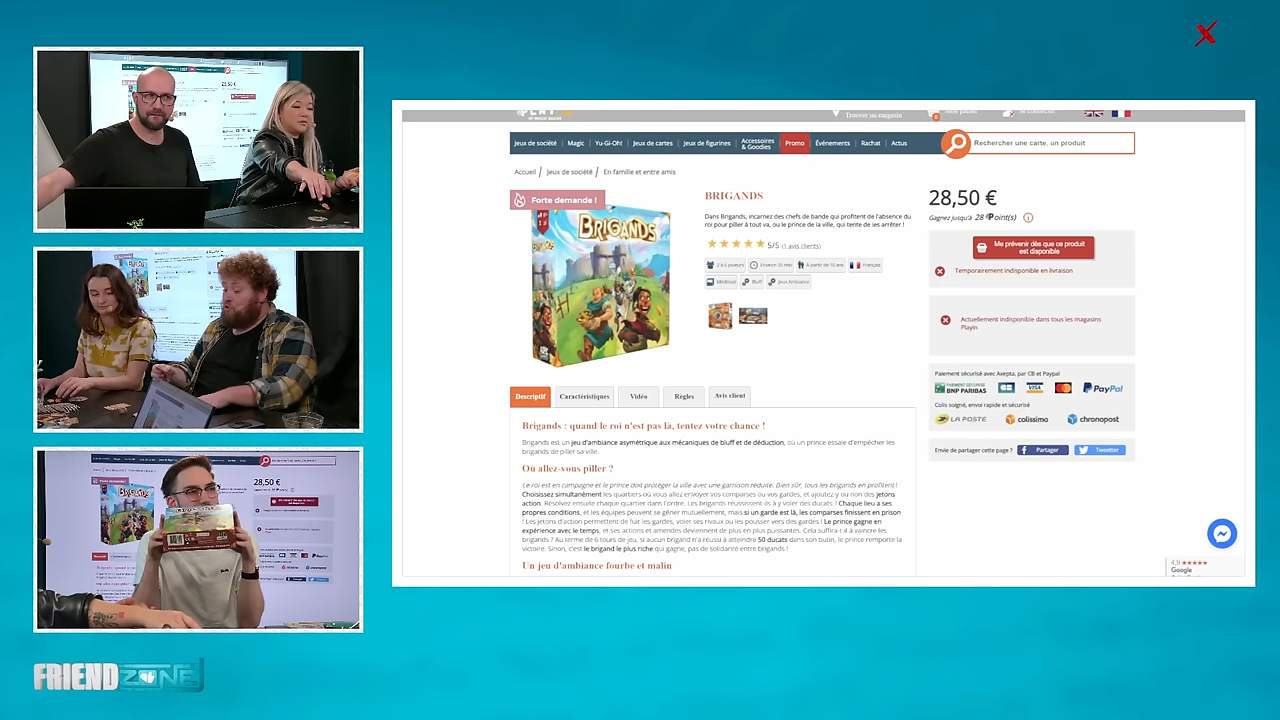 Trouver un magasin
Jeux de société
Magic
Yu-Gi-Oh!
Jeux de cartes
Jeux de figurines
Accessoires & Goodies
Promo
Événements
Rachat
Actus
Rechercher une carte, un produit
Accueil / Jeux de société / En famille et entre amis
Forte demande !
BRIGANDS
BRIGANDS
Dans Brigands, incarnez des chefs de bande qui profitent de l'absence du
roi pour piller à tout va, ou le prince de la ville, qui tente de les arrêter !
5/5 (1 avis clients)
2 à 6 joueurs
Environ 35 min
À partir de 10 ans
Français
Médiéval
Bluff
Jeux Ambiance
28,50 €
Gagnez jusqu'à 28 Point(s)
Me prévenir dès que ce produit
est disponible
Temporairement indisponible en livraison
Actuellement indisponible dans tous les magasins
Playin
Paiement sécurisé avec Axepta, par CB et Paypal
PAIEMENT SÉCURISÉ
BNP PARIBAS
VISA
PayPal
Colis soigné, envoi rapide et sécurisé
LA POSTE
colissimo
chronopost
Envie de partager cette page ?
Partager
Tweetter
Descriptif
Caractéristiques
Vidéo
Règles
Avis client
Brigands : quand le roi n'est pas là, tentez votre chance !
Brigands est un jeu d'ambiance asymétrique aux mécaniques de bluff et de déduction, où un prince essaie d'empêcher les
brigands de piller sa ville.
Où allez-vous piller ?
Le roi est en campagne et le prince doit protéger la ville avec une garnison réduite. Bien sûr, tous les brigands en profitent !
Choisissez simultanément les quartiers où vous allez envoyer vos comparses ou vos gardes, et ajoutez-y ou non des jetons
action. Résolvez ensuite chaque quartier dans l'ordre. Les brigands réussissent-ils à y voler des ducats ? Chaque lieu a ses
propres conditions, et les équipes peuvent se gêner mutuellement, mais si un garde est là, les comparses finissent en prison
! Les jetons d'action permettent de fuir les gardes, voler ses rivaux ou les pousser vers des gardes ! Le prince gagne en
expérience avec le temps, et ses actions et amendes deviennent de plus en plus puissantes. Cela suffira-t-il à vaincre les
brigands ? Au terme de 6 tours de jeu, si aucun brigand n'a réussi à atteindre 50 ducats dans son butin, le prince remporte la
victoire. Sinon, c'est le brigand le plus riche qui gagne, pas de solidarité entre brigands !
Un jeu d'ambiance fourbe et malin
4,9
Google
FRIENDZONE